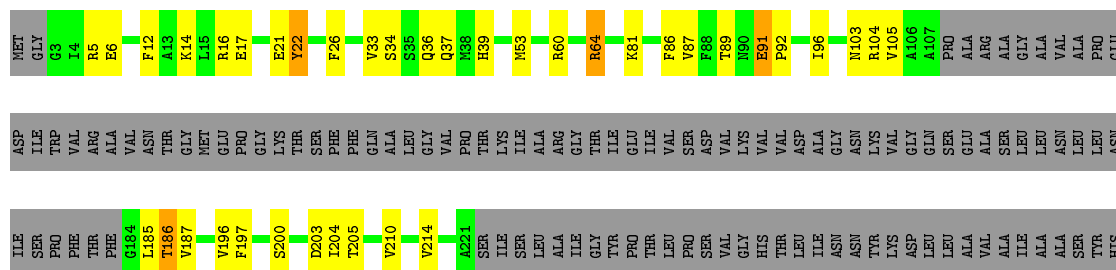 MET GLY G3 I4 R5 E6 F12 A13 K14 L15 R16 E17 E21 Y22 F26 V33 S34 S35 Q36 Q37 M38 H39 M53 R60 R64 K81 F86 V87 F88 T89 N90 E91 P92 I96 N103 R104 V105 A106 A107 PRO ALA ARG ALA GLY ALA VAL ALA PRO GLU
ASP ILE TRP VAL ARG ALA VAL ASN THR GLY MET GLU PRO GLY LYS THR SER PHE PHE GLN ALA LEU GLY VAL PRO THR LYS ILE ALA ARG GLY THR ILE GLU ILE VAL SER ASP VAL LYS VAL VAL ASP ALA GLY ASN LYS VAL GLY GLN SER GLU ALA SER LEU LEU ASN LEU LEU ASN
ILE SER PRO PHE THR PHE G184 L185 T186 V187 V196 F197 S200 D203 I204 T205 V210 V214 A221 SER ILE SER LEU ALA ILE GLY TYR PRO THR LEU PRO SER VAL GLY HIS THR LEU ILE ASN ASN TYR LYS ASP LEU LEU ALA VAL ALA ILE ALA ALA SER TYR HIS